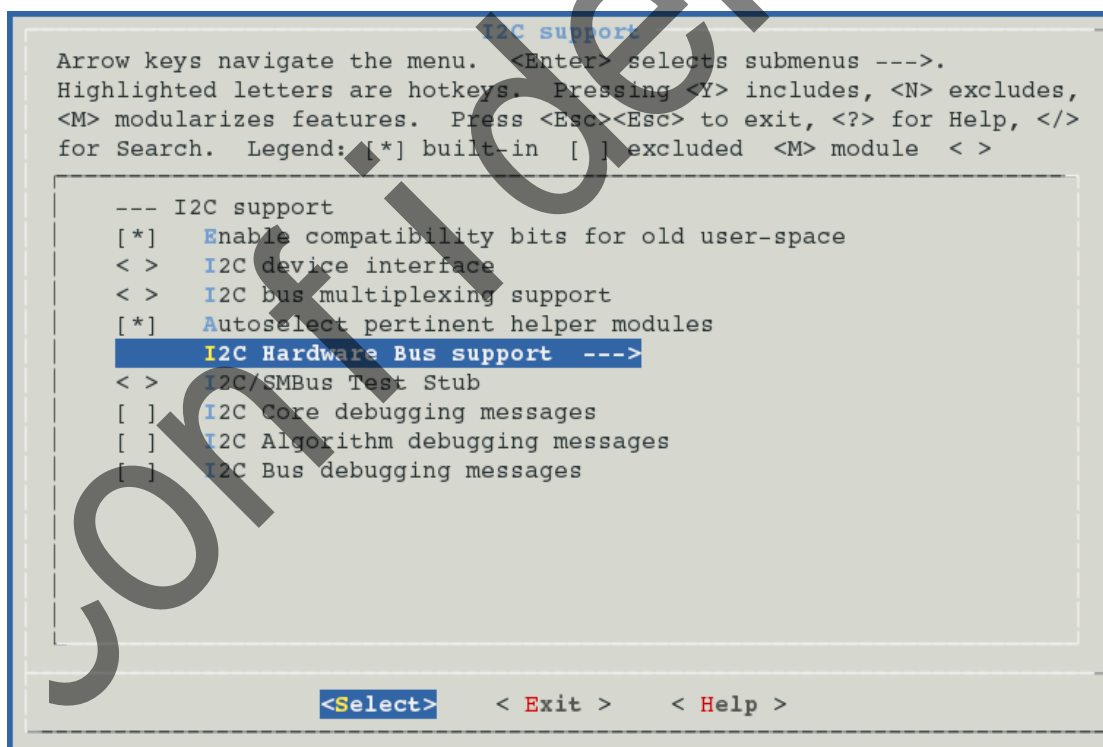 I2C support
Arrow keys navigate the menu.  <Enter> selects submenus --->.
Highlighted letters are hotkeys.  Pressing <Y> includes, <N> excludes,
<M> modularizes features.  Press <Esc><Esc> to exit, <?> for Help, </>
for Search.  Legend: [*] built-in  [ ] excluded  <M> module  < >
--- I2C support
[*]   Enable compatibility bits for old user-space
< >   I2C device interface
< >   I2C bus multiplexing support
[*]   Autoselect pertinent helper modules
I2C Hardware Bus support  --->
< >   I2C/SMBus Test Stub
[ ]   I2C Core debugging messages
[ ]   I2C Algorithm debugging messages
[ ]   I2C Bus debugging messages
<Select>    < Exit >    < Help >
Confiden